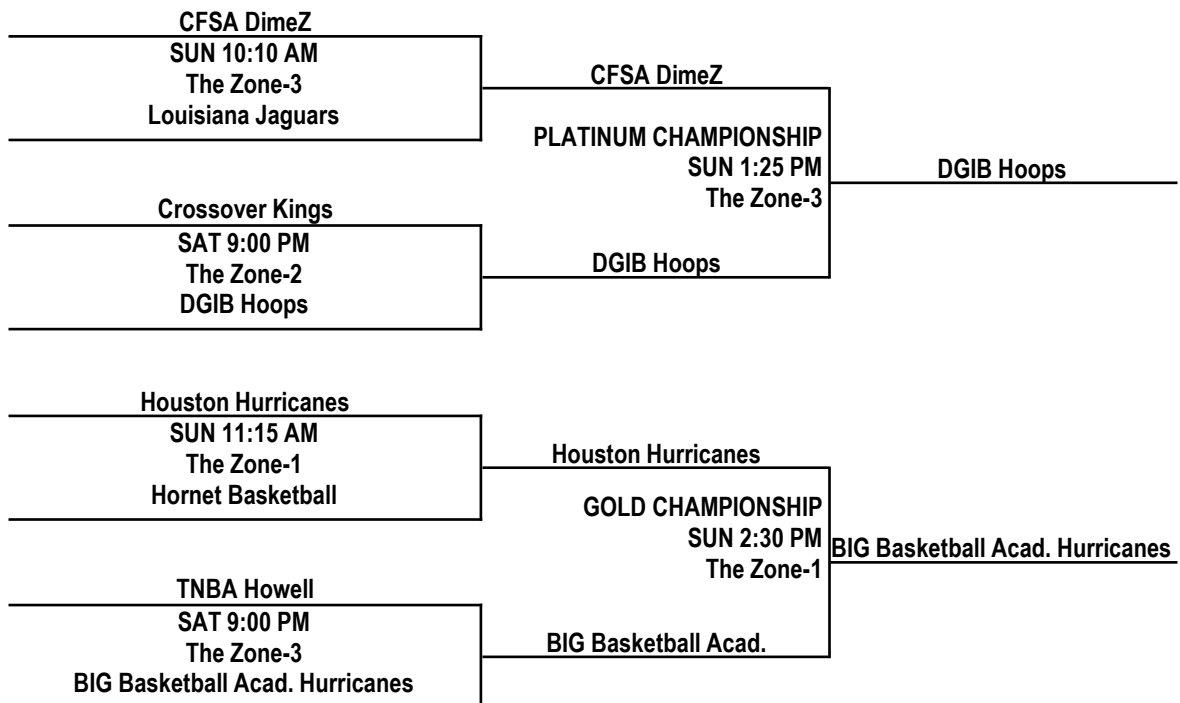 CFSA DimeZ
SUN 10:10 AM
The Zone-3
Louisiana Jaguars
CFSA DimeZ
PLATINUM CHAMPIONSHIP
SUN 1:25 PM
The Zone-3
DGIB Hoops
Crossover Kings
SAT 9:00 PM
The Zone-2
DGIB Hoops
DGIB Hoops
Houston Hurricanes
SUN 11:15 AM
The Zone-1
Hornet Basketball
Houston Hurricanes
GOLD CHAMPIONSHIP
SUN 2:30 PM
The Zone-1
BIG Basketball Acad. Hurricanes
TNBA Howell
SAT 9:00 PM
The Zone-3
BIG Basketball Acad. Hurricanes
BIG Basketball Acad.